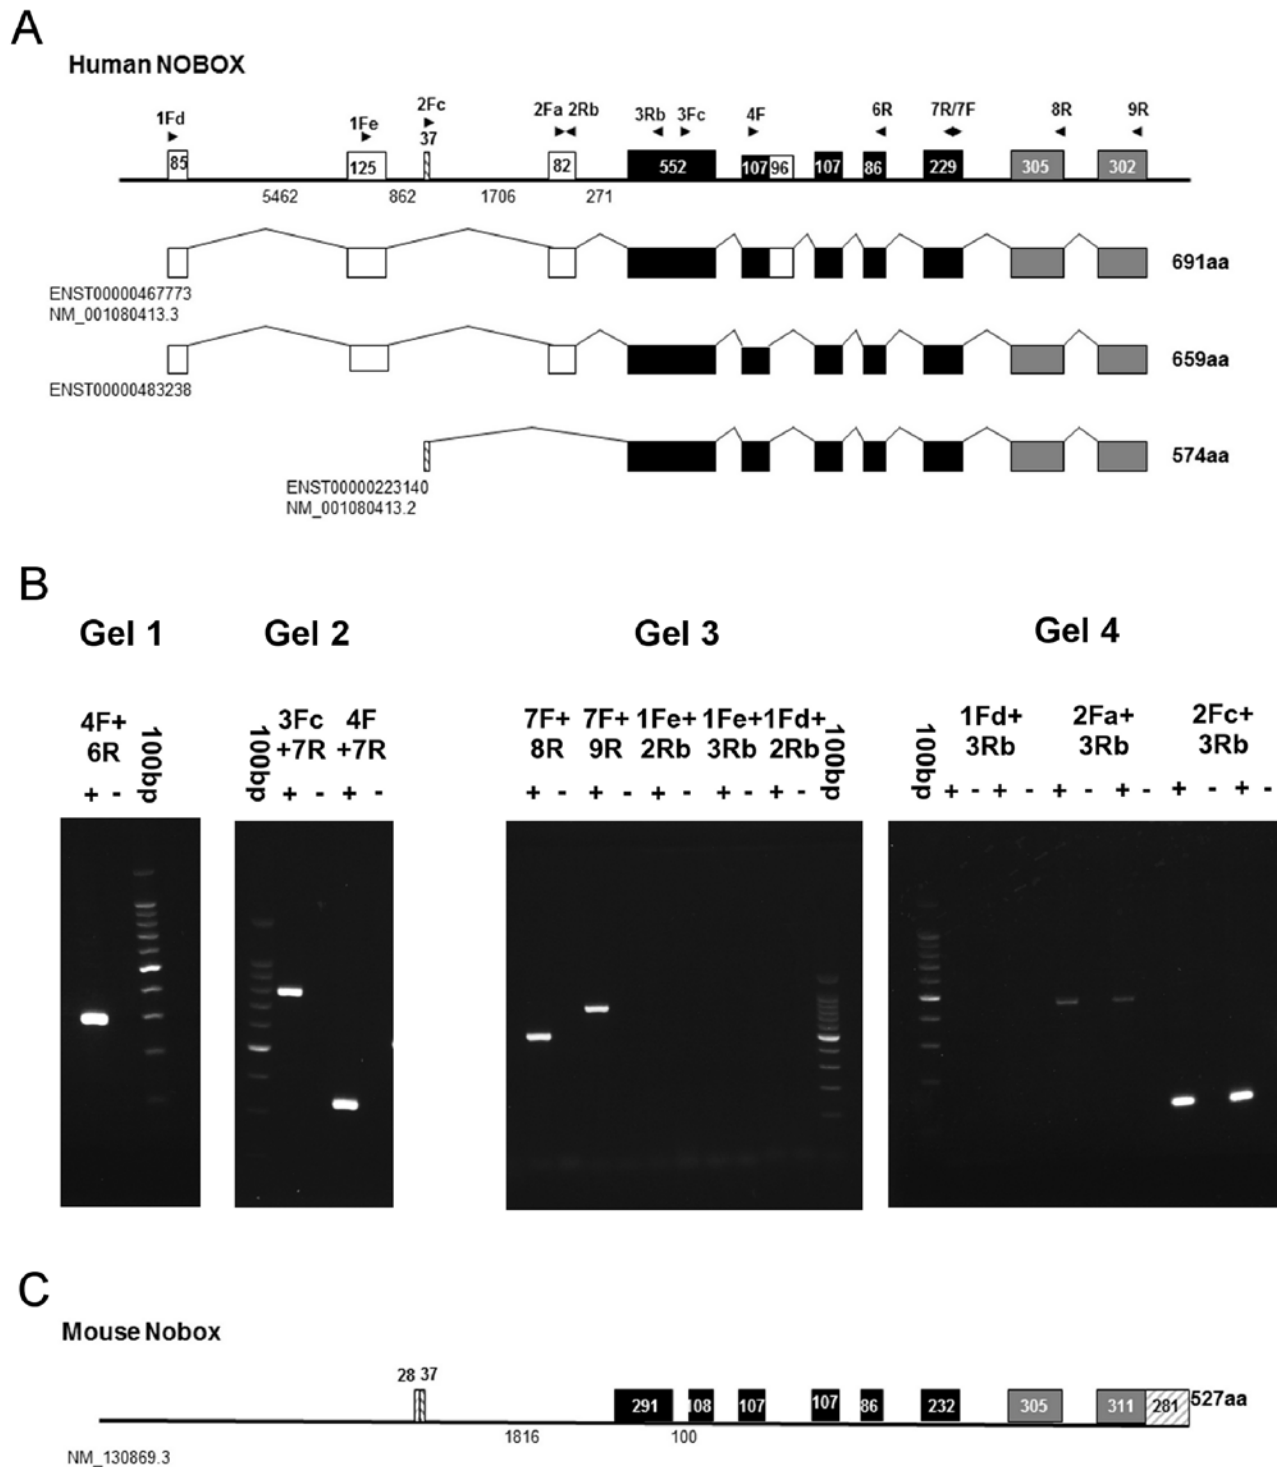 A
Human NOBOX
1Fd 1Fe 2Fc 2Fa 2Rb 3Rb 3Fc 4F 6R 7R/7F 8R 9R
85 125 37 82 552 107 96 107 86 229 305 302
5462 862 1706 271
691aa
ENST00000467773
NM_001080413.3
659aa
ENST00000483238
574aa
ENST00000223140
NM_001080413.2
B
Gel 1 Gel 2 Gel 3 Gel 4
4F+
6R
100bp
+ -
100bp
3Fc
+7R
4F
+7R
+ - + -
7F+ 7F+ 1Fe+ 1Fe+ 1Fd+
8R 9R 2Rb 3Rb 2Rb
100bp
+ - + - + - + - + -
100bp
1Fd+ 2Fa+ 2Fc+
3Rb 3Rb 3Rb
+ - + - + - + - + - + -
C
Mouse Nobox
28 37
291 108 107 107 86 232 305 311 281 527aa
1816 100
NM_130869.3